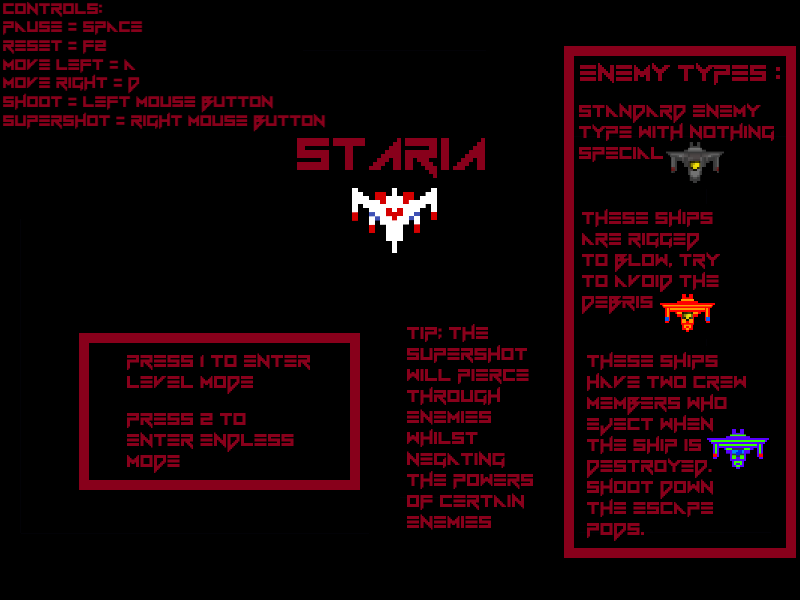 CONTROLS:
PAUSE = SPACE
RESET = F2
MOVE LEFT = A
MOVE RIGHT = D
SHOOT = LEFT MOUSE BUTTON
SUPERSHOT = RIGHT MOUSE BUTTON
STARIA
PRESS 1 TO ENTER
LEVEL MODE
PRESS 2 TO
ENTER ENDLESS
MODE
TIP: THE
SUPERSHOT
WILL PIERCE
THROUGH
ENEMIES
WHILST
NEGATING
THE POWERS
OF CERTAIN
ENEMIES
ENEMY TYPES :
STANDARD ENEMY
TYPE WITH NOTHING
SPECIAL
THESE SHIPS
ARE RIGGED
TO BLOW, TRY
TO AVOID THE
DEBRIS
THESE SHIPS
HAVE TWO CREW
MEMBERS WHO
EJECT WHEN
THE SHIP IS
DESTROYED.
SHOOT DOWN
THE ESCAPE
PODS.